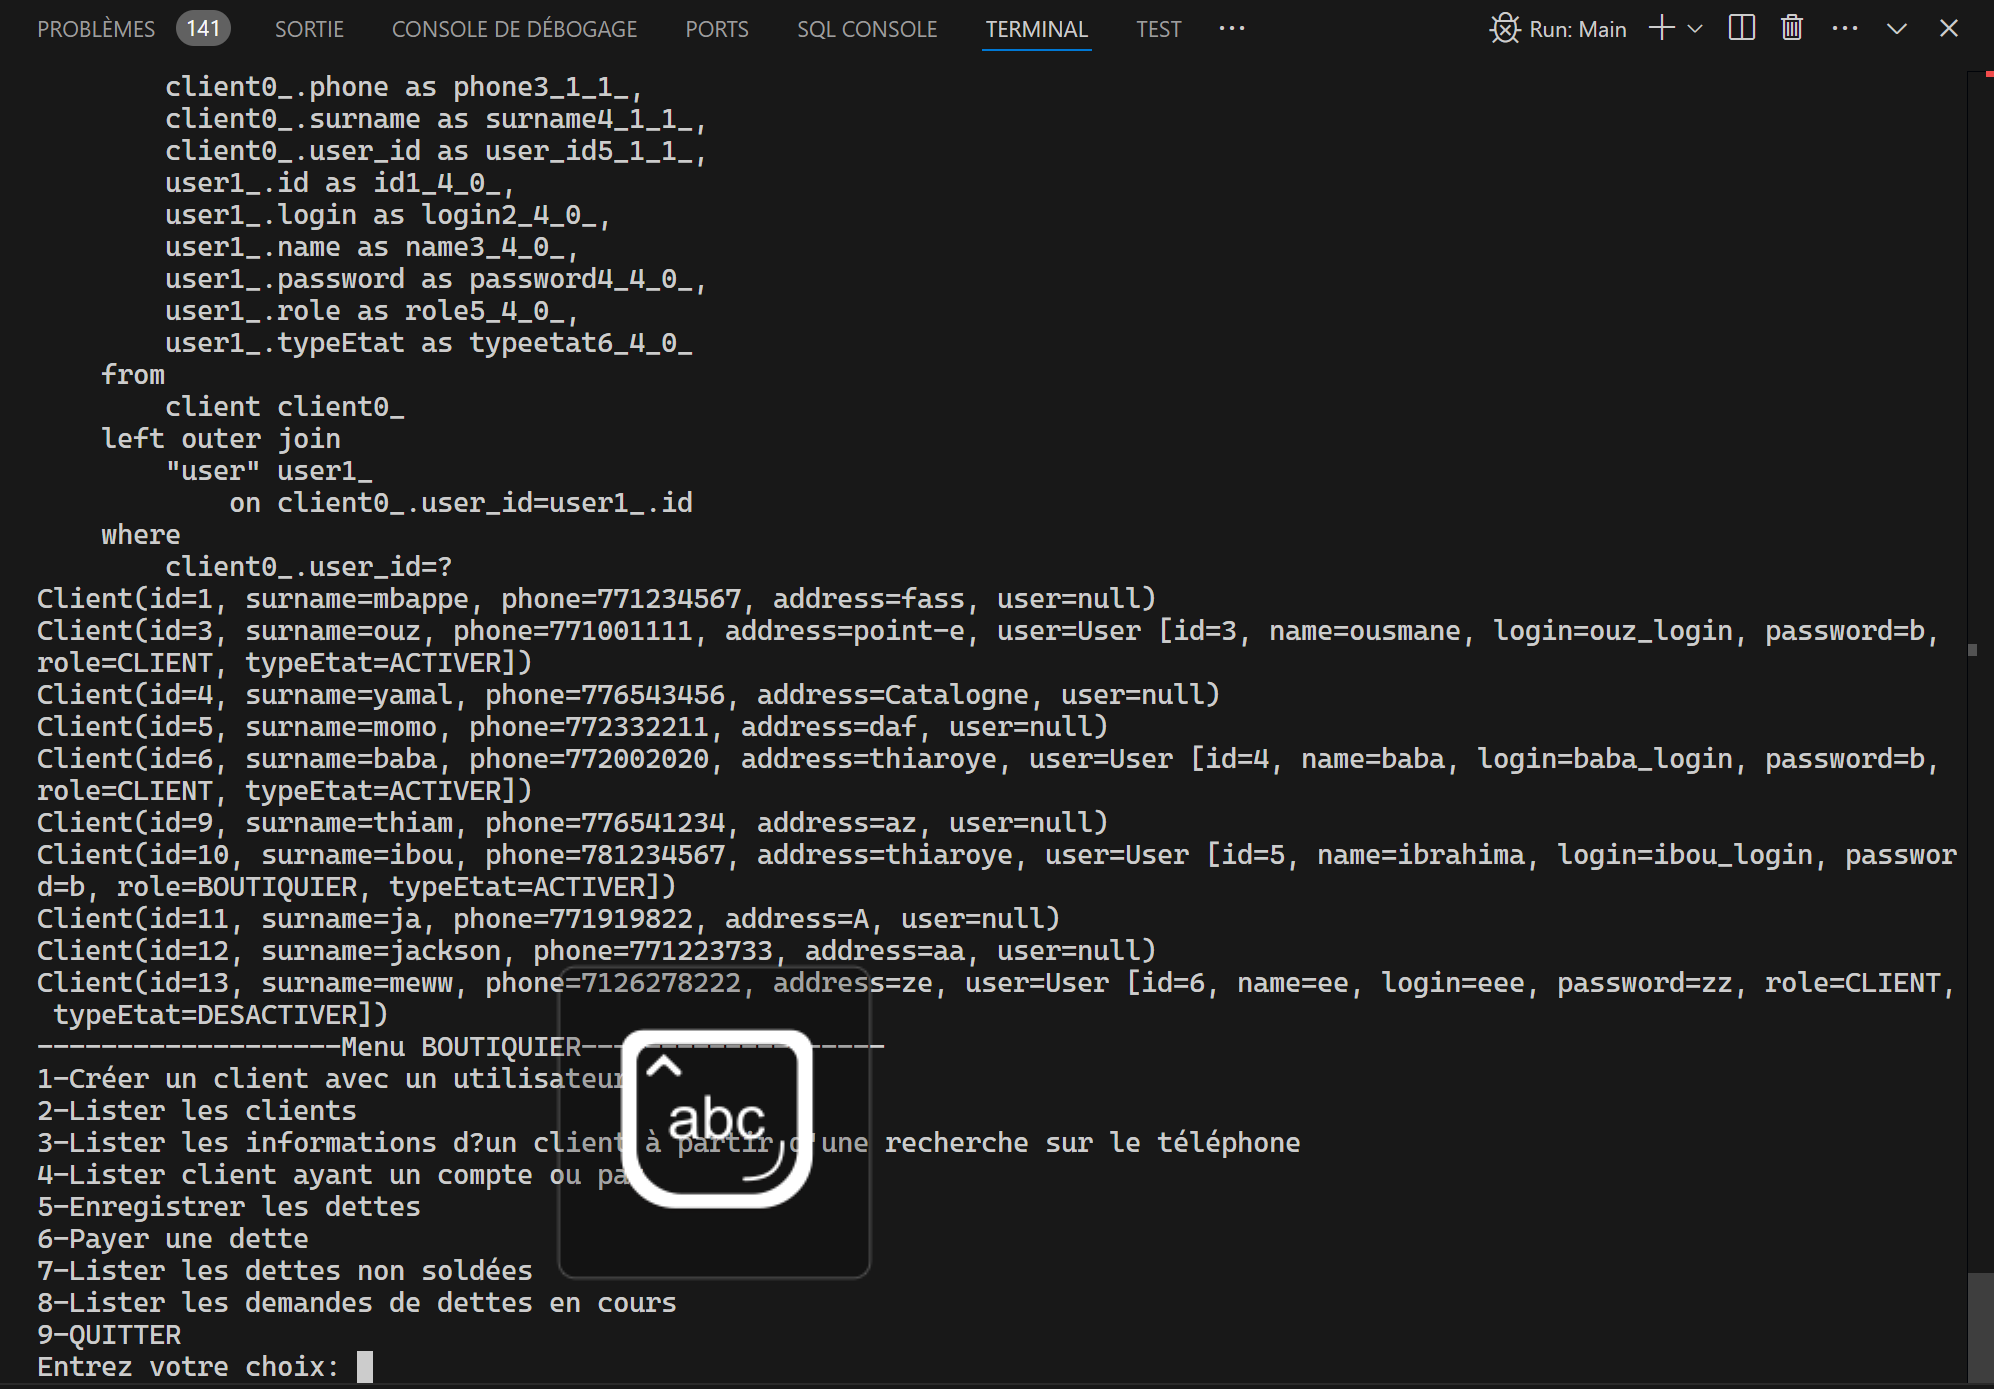 PROBLÈMES 141 SORTIE CONSOLE DE DÉBOGAGE PORTS SQL CONSOLE TERMINAL TEST ··· Run: Main
client0_.phone as phone3_1_1_,
client0_.surname as surname4_1_1_,
client0_.user_id as user_id5_1_1_,
user1_.id as id1_4_0_,
user1_.login as login2_4_0_,
user1_.name as name3_4_0_,
user1_.password as password4_4_0_,
user1_.role as role5_4_0_,
user1_.typeEtat as typeetat6_4_0_
from
client client0_
left outer join
"user" user1_
on client0_.user_id=user1_.id
where
client0_.user_id=?
Client(id=1, surname=mbappe, phone=771234567, address=fass, user=null)
Client(id=3, surname=ouz, phone=771001111, address=point-e, user=User [id=3, name=ousmane, login=ouz_login, password=b,
role=CLIENT, typeEtat=ACTIVER])
Client(id=4, surname=yamal, phone=776543456, address=Catalogne, user=null)
Client(id=5, surname=momo, phone=772332211, address=daf, user=null)
Client(id=6, surname=baba, phone=772002020, address=thiaroye, user=User [id=4, name=baba, login=baba_login, password=b,
role=CLIENT, typeEtat=ACTIVER])
Client(id=9, surname=thiam, phone=776541234, address=az, user=null)
Client(id=10, surname=ibou, phone=781234567, address=thiaroye, user=User [id=5, name=ibrahima, login=ibou_login, passwor
d=b, role=BOUTIQUIER, typeEtat=ACTIVER])
Client(id=11, surname=ja, phone=771919822, address=A, user=null)
Client(id=12, surname=jackson, phone=771223733, address=aa, user=null)
Client(id=13, surname=meww, phone=7126278222, address=ze, user=User [id=6, name=ee, login=eee, password=zz, role=CLIENT,
typeEtat=DESACTIVER])
-------------------Menu BOUTIQUIER-------------------
1-Créer un client avec un utilisateur
2-Lister les clients
abc
3-Lister les informations d?un client à partir d'une recherche sur le téléphone
4-Lister client ayant un compte ou
5-Enregistrer les dettes
6-Payer une dette
7-Lister les dettes non soldées
8-Lister les demandes de dettes en cours
9-QUITTER
Entrez votre choix: